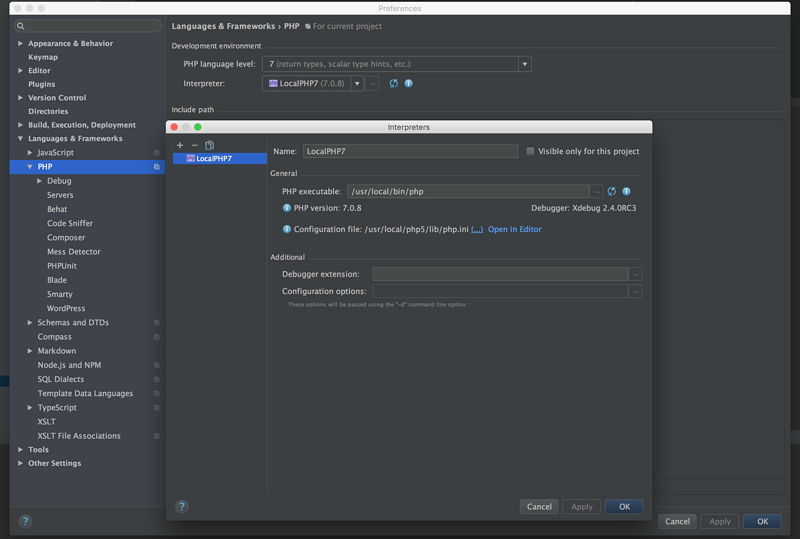 Preferences
Languages & Frameworks › PHP For current project
Appearance & Behavior
Keymap
Editor
Plugins
Version Control
Directories
Build, Execution, Deployment
Languages & Frameworks
JavaScript
PHP
Debug
Servers
Behat
Code Sniffer
Composer
Mess Detector
PHPUnit
Blade
Smarty
WordPress
Schemas and DTDs
Compass
Markdown
Node.js and NPM
SQL Dialects
Template Data Languages
TypeScript
XSLT
XSLT File Associations
Tools
Other Settings
Development environment
PHP language level: 7 (return types, scalar type hints, etc.)
Interpreter: LocalPHP7 (7.0.8) ...
Include path
Interpreters
LocalPHP7
Name: LocalPHP7 Visible only for this project
General
PHP executable: /usr/local/bin/php ...
PHP version: 7.0.8 Debugger: Xdebug 2.4.0RC3
Configuration file: /usr/local/php5/lib/php.ini (...) Open in Editor
Additional
Debugger extension: ...
Configuration options: ...
These options will be passed using the "-d" command line option
? Cancel Apply OK
? Cancel Apply OK